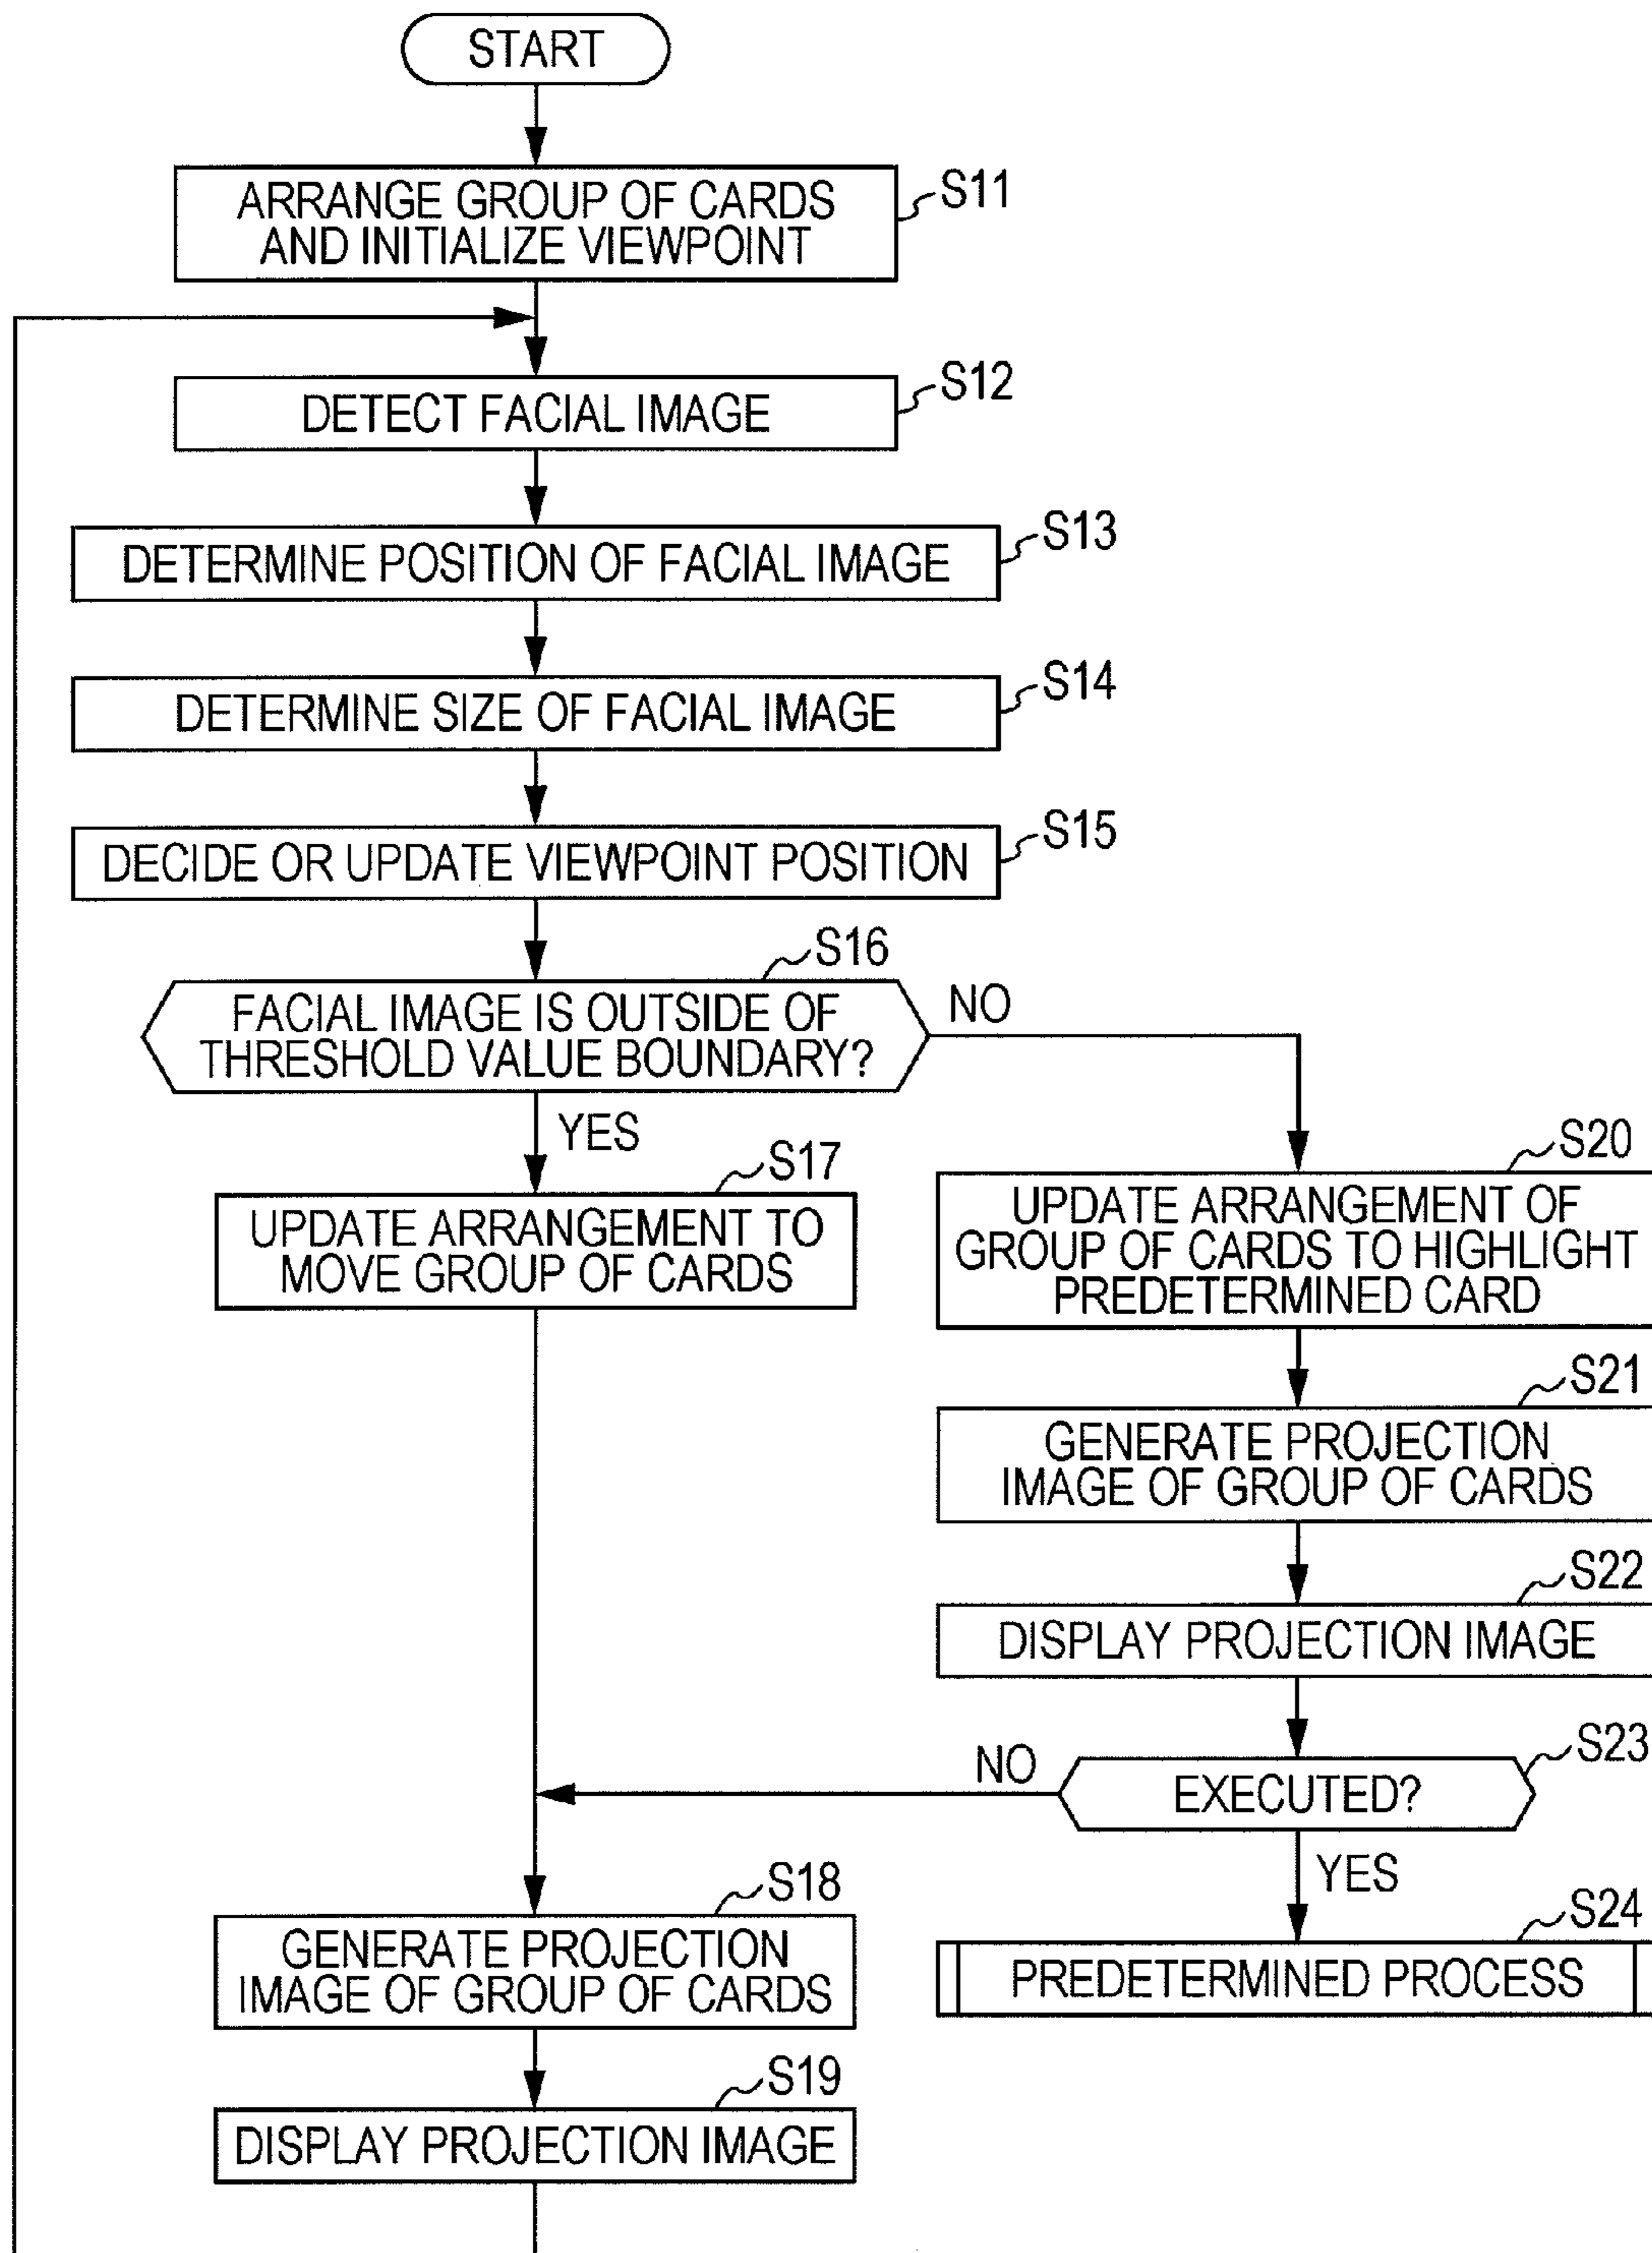 START
ARRANGE GROUP OF CARDS
AND INITIALIZE VIEWPOINT
S11
DETECT FACIAL IMAGE
S12
DETERMINE POSITION OF FACIAL IMAGE
S13
DETERMINE SIZE OF FACIAL IMAGE
S14
DECIDE OR UPDATE VIEWPOINT POSITION
S15
S16
FACIAL IMAGE IS OUTSIDE OF
THRESHOLD VALUE BOUNDARY?
NO
YES
S17
UPDATE ARRANGEMENT TO
MOVE GROUP OF CARDS
S20
UPDATE ARRANGEMENT OF
GROUP OF CARDS TO HIGHLIGHT
PREDETERMINED CARD
S21
GENERATE PROJECTION
IMAGE OF GROUP OF CARDS
S22
DISPLAY PROJECTION IMAGE
S23
EXECUTED?
NO
YES
S18
GENERATE PROJECTION
IMAGE OF GROUP OF CARDS
S24
PREDETERMINED PROCESS
S19
DISPLAY PROJECTION IMAGE